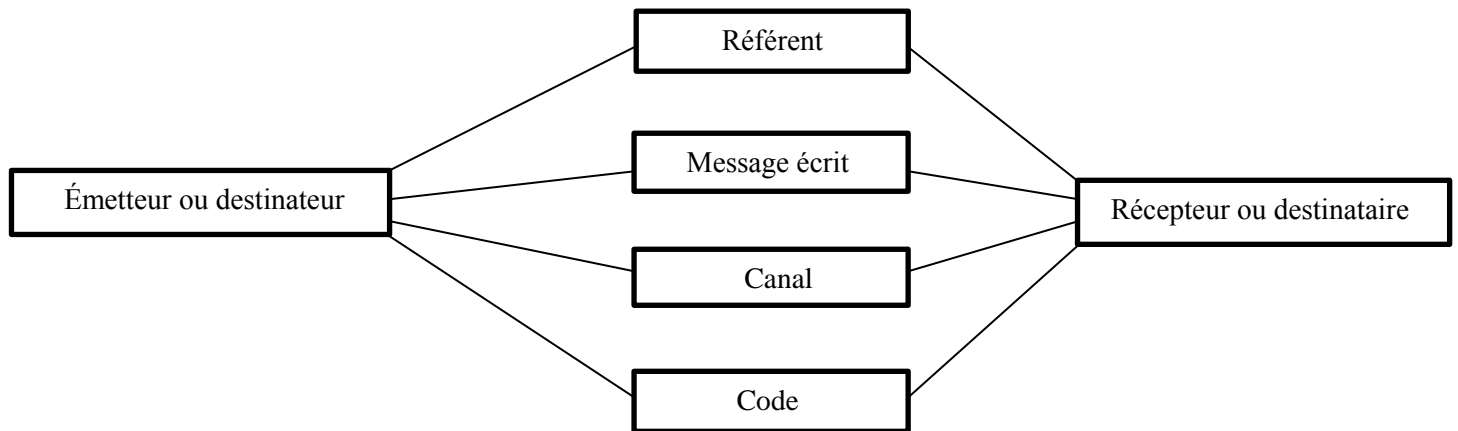 Référent
Message écrit
Émetteur ou destinateur
Récepteur ou destinataire
Canal
Code